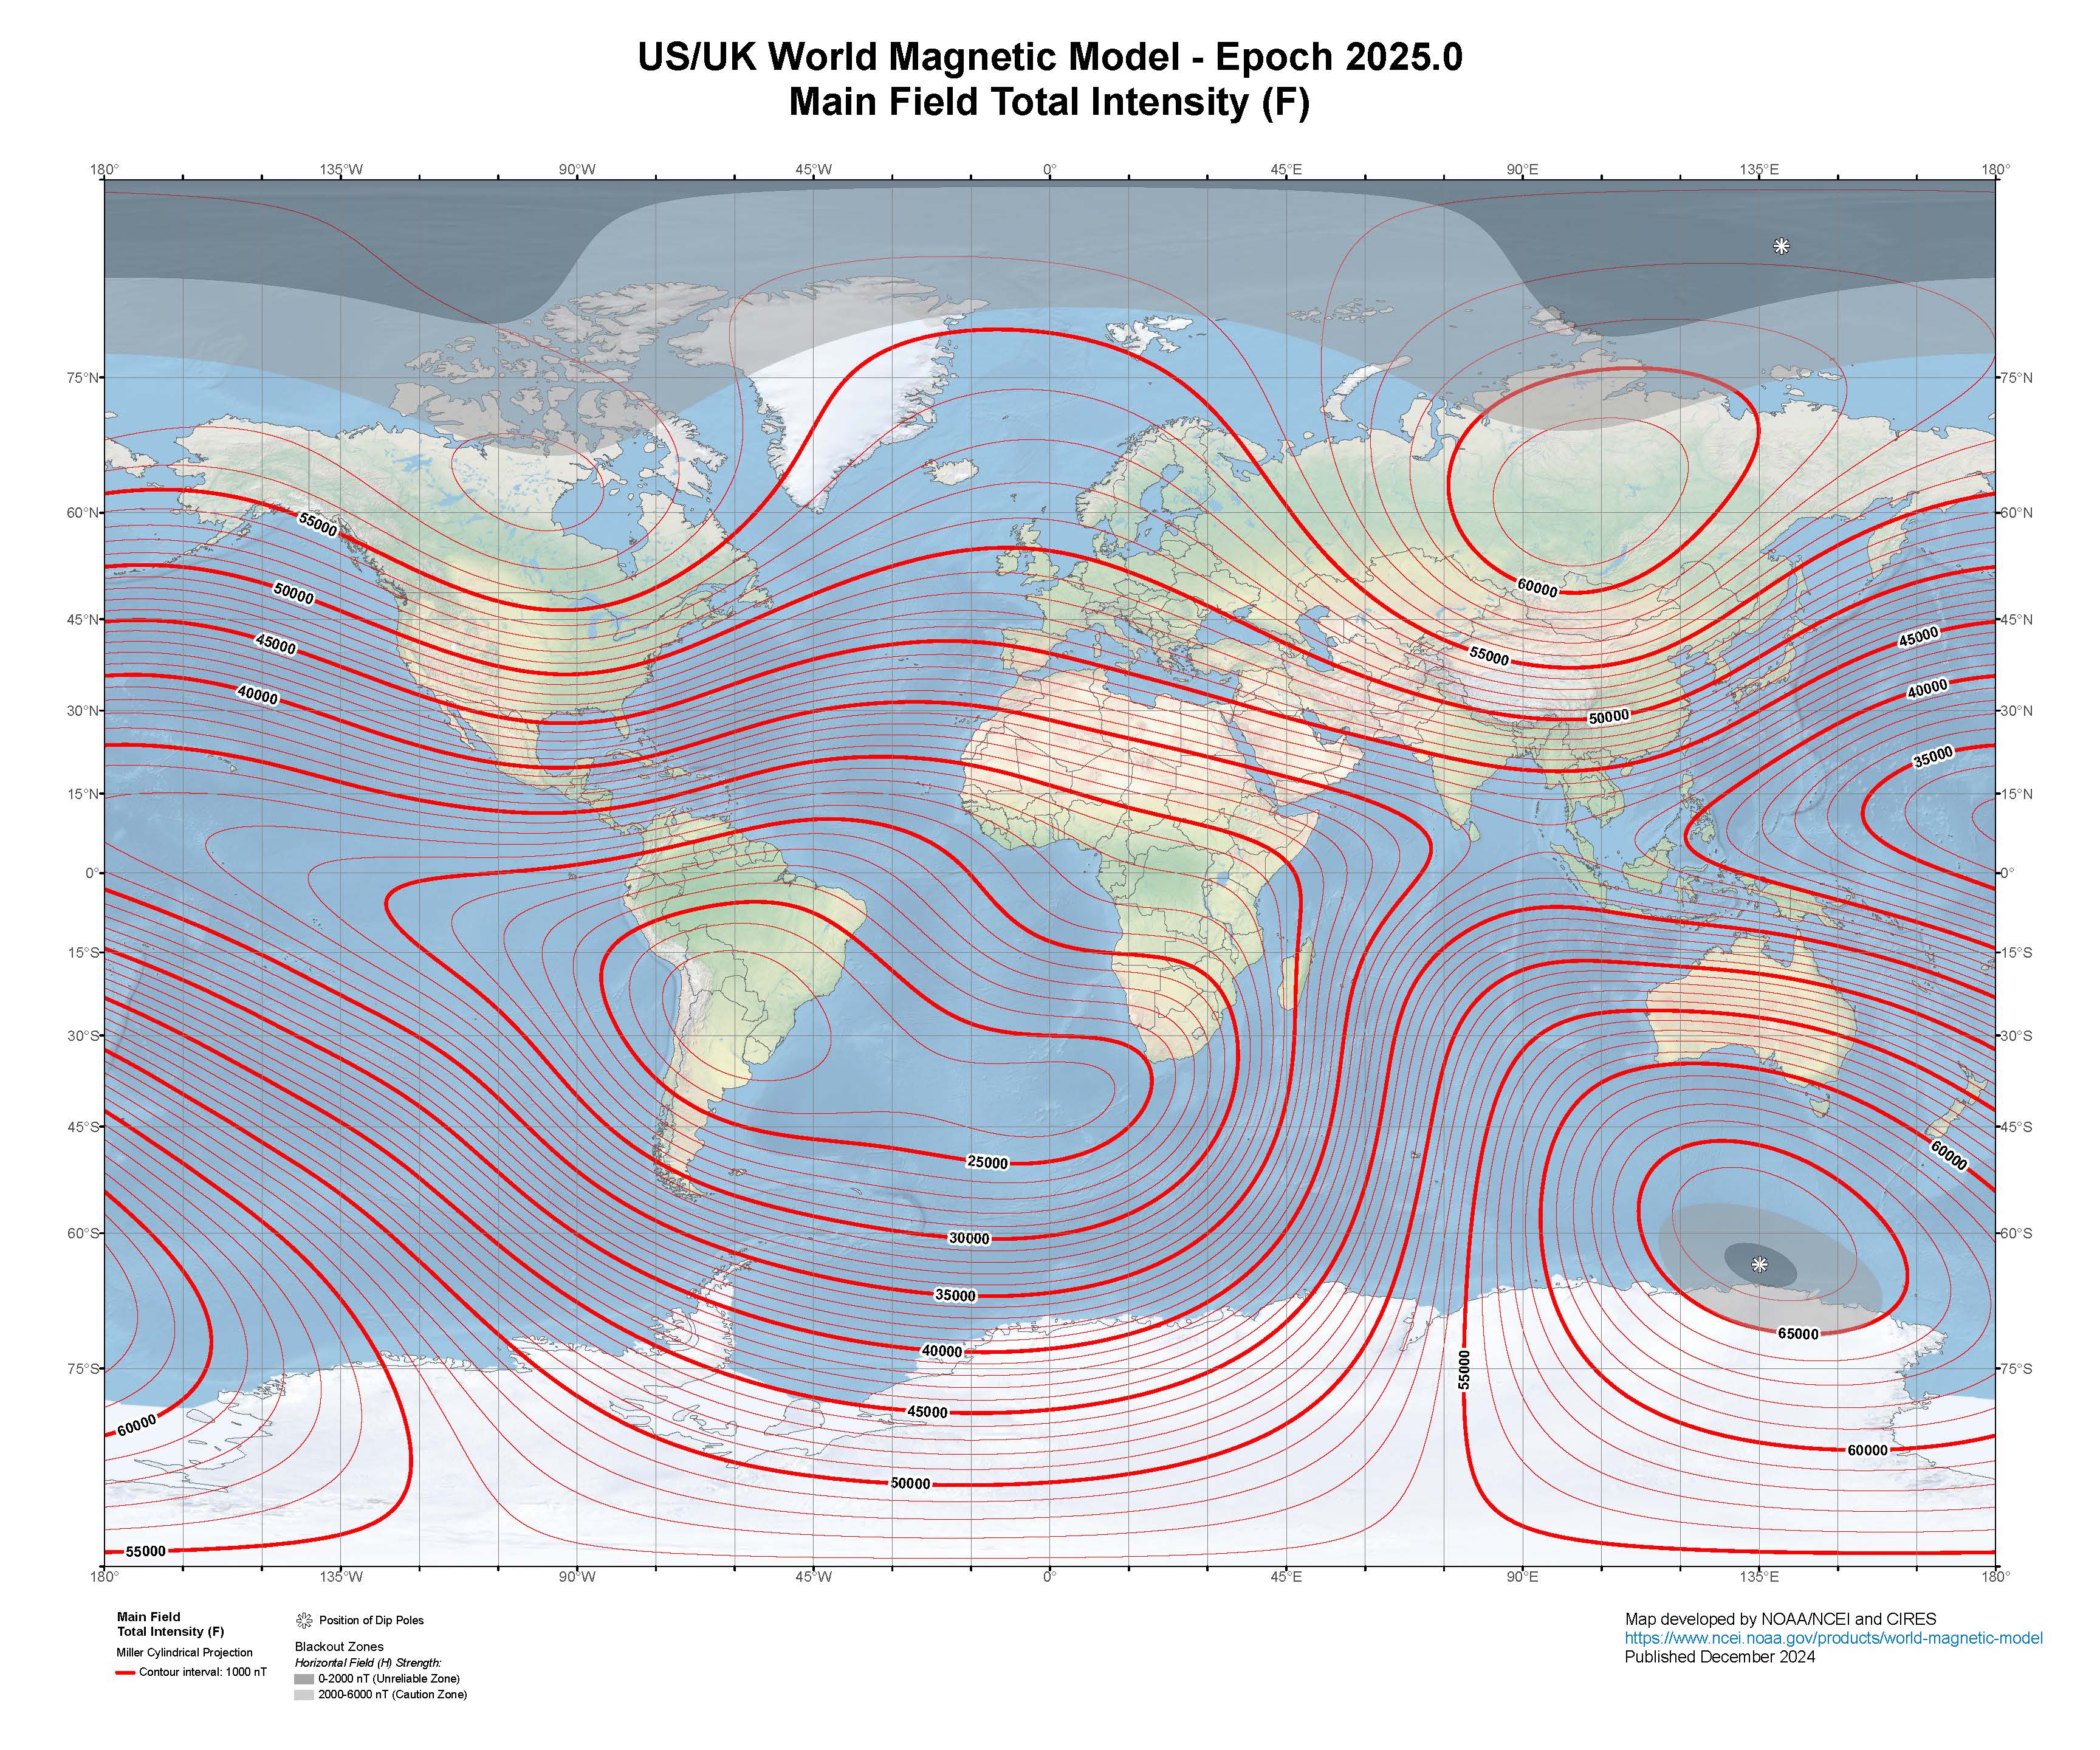 US/UK World Magnetic Model - Epoch 2025.0
Main Field Total Intensity (F)
180° 135°W 90°W 45°W 0° 45°E 90°E 135°E 180°
75°N 75°N
60°N 60°N
55000
60000
50000
45°N 45°N
45000 45000
55000
40000 40000
30°N 50000 30°N
35000
15°N 15°N
0° 0°
15°S 15°S
30°S 30°S
45°S 45°S
60000
25000
60°S 60°S
30000
35000
65000
40000
75°S 55000 75°S
45000
60000
60000
50000
55000
180° 135°W 90°W 45°W 0° 45°E 90°E 135°E 180°
Main Field
Total Intensity (F)
Miller Cylindrical Projection
Contour interval: 1000 nT
Position of Dip Poles
Blackout Zones
Horizontal Field (H) Strength:
0-2000 nT (Unreliable Zone)
2000-6000 nT (Caution Zone)
Map developed by NOAA/NCEI and CIRES
https://www.ncei.noaa.gov/products/world-magnetic-model
Published December 2024